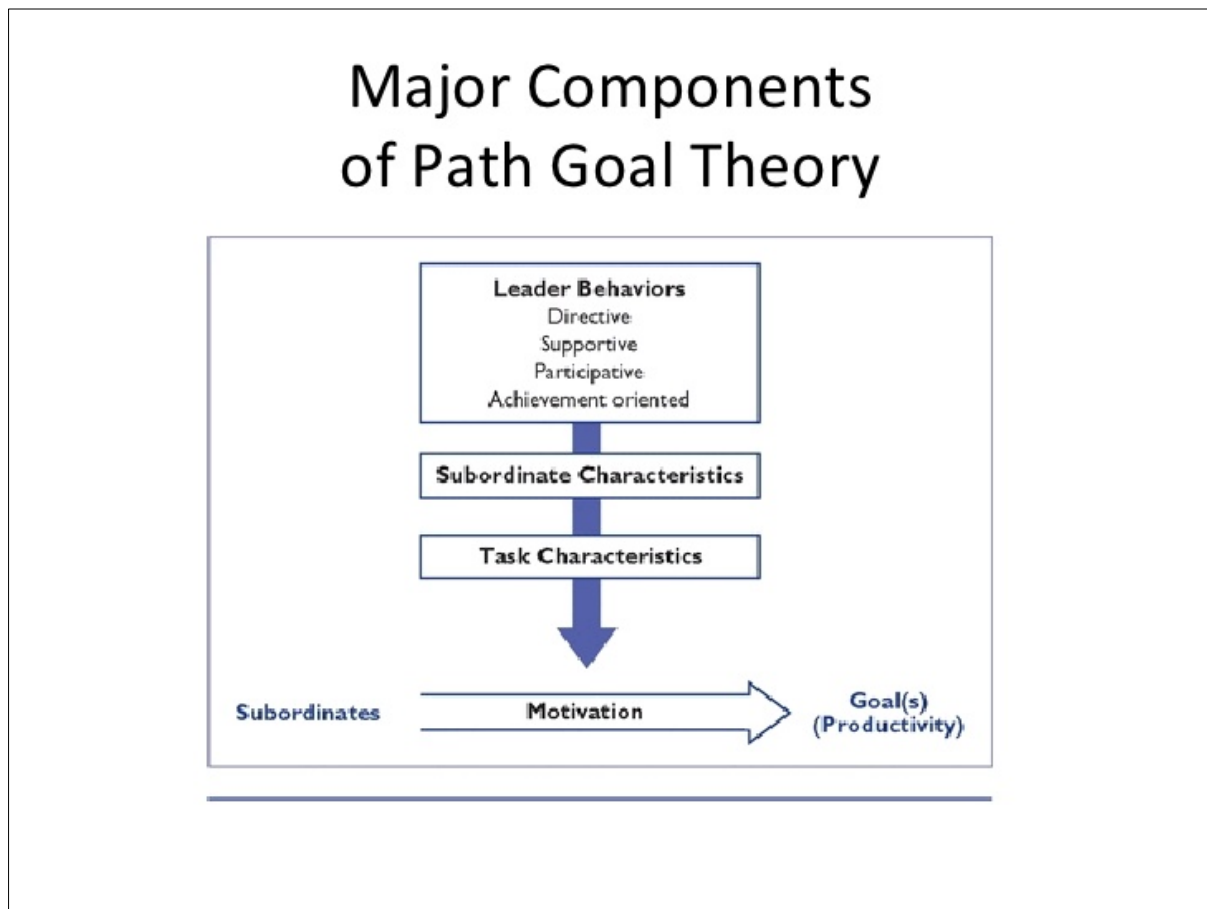 Major Components
of Path Goal Theory
Leader Behaviors
Directive
Supportive
Participative
Achievement oriented
Subordinate Characteristics
Task Characteristics
Subordinates
Motivation
Goal(s)
(Productivity)